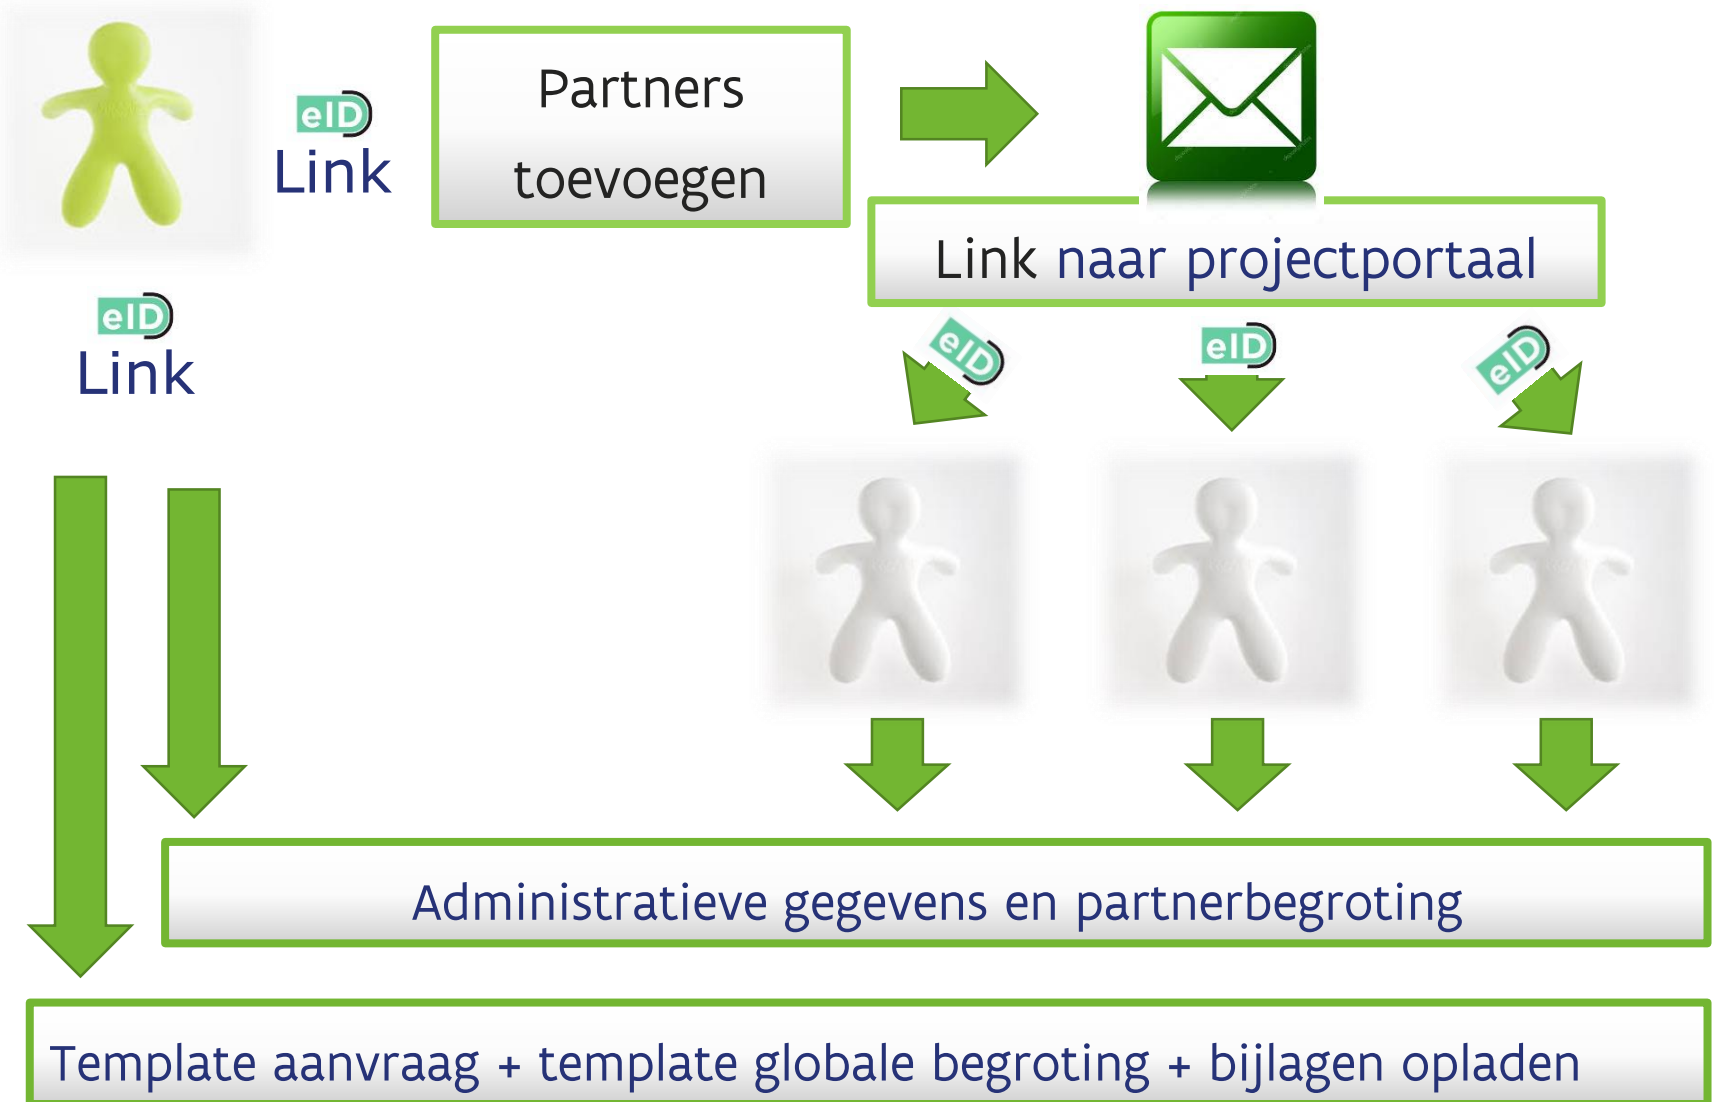 eID
Link
Partners
toevoegen
Link naar projectportaal
eID
Link
eID
eID
eID
Administratieve gegevens en partnerbegroting
Template aanvraag + template globale begroting + bijlagen opladen